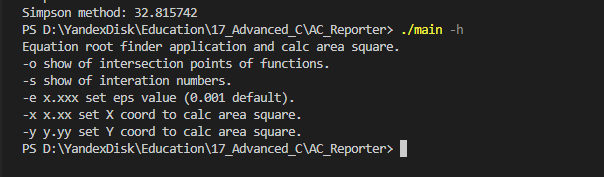 Simpson method: 32.815742
PS D:\YandexDisk\Education\17_Advanced_C\AC_Reporter> ./main -h
Equation root finder application and calc area square.
-o show of intersection points of functions.
-s show of interation numbers.
-e x.xxx set eps value (0.001 default).
-x x.xx set X coord to calc area square.
-y y.yy set Y coord to calc area square.
PS D:\YandexDisk\Education\17_Advanced_C\AC_Reporter>